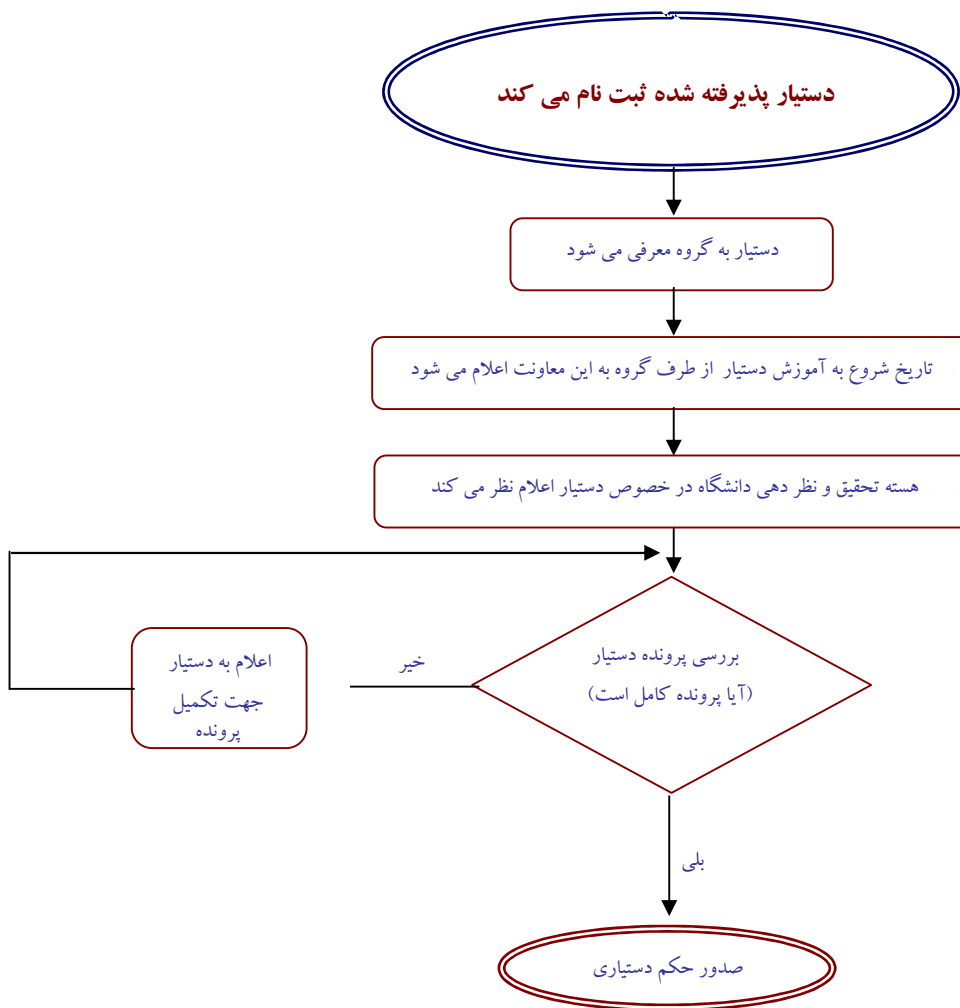 دستیار پذیرفته شده ثبت نام می کند
دستیار به گروه معرفی می شود
تاریخ شروع به آموزش دستیار از طرف گروه به این معاونت اعلام می شود
هسته تحقیق و نظر دهی دانشگاه در خصوص دستیار اعلام نظر می کند
بررسی پرونده دستیار
(آیا پرونده کامل است)
خیر
اعلام به دستیار
جهت تکمیل
پرونده
بلی
صدور حکم دستیاری